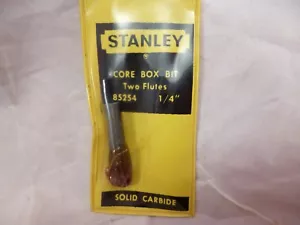 STANLEY
CORE BOX BIT
Two Flutes
85254 1/4"
SOLID CARBIDE